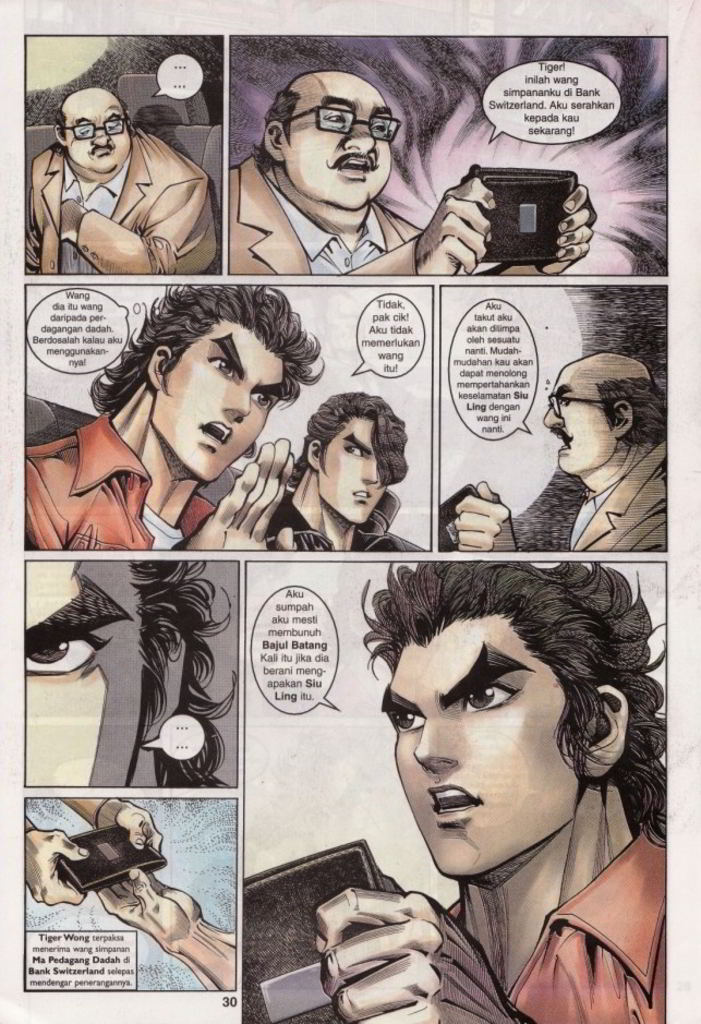 ...
...
Tiger!
inilah wang
simpananku di Bank
Switzerland. Aku serahkan
kepada kau
sekarang!
Wang
dia itu wang
daripada per-
dagangan dadah.
Berdosalah kalau aku
menggunakan-
nya!
Tidak,
pak cik!
Aku tidak
memerlukan
wang
itu!
Aku
takut aku
akan ditimpa
oleh sesuatu
nanti. Mudah-
mudahan kau akan
dapat menolong
mempertahankan
keselamatan Siu
Ling dengan
wang ini
nanti.
...
...
Aku
sumpah
aku mesti
membunuh
Bajul Batang
Kali itu jika dia
berani meng-
apakan Siu
Ling itu.
Tiger Wong terpaksa
menerima wang simpanan
Ma Pedagang Dadah di
Bank Switzerland selepas
mendengar penerangannya.
30